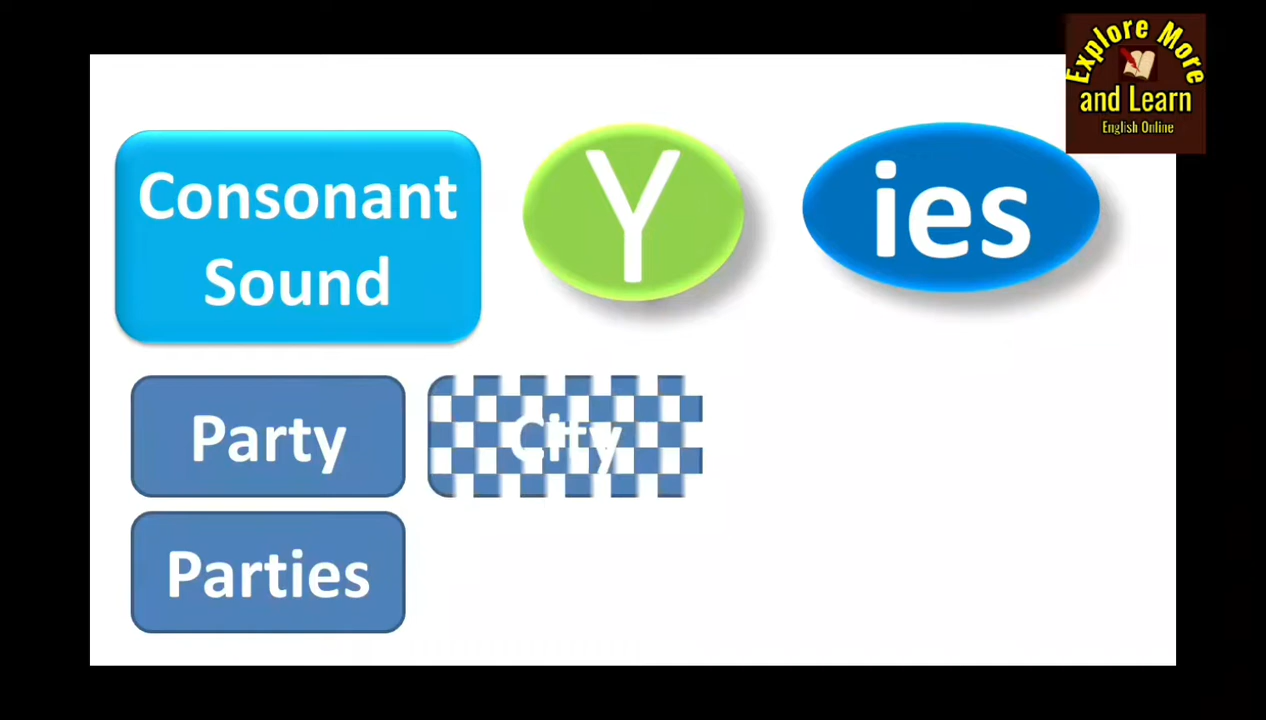 Explore More
and Learn
English Online
Consonant
Sound
Y
ies
Party
City
Parties